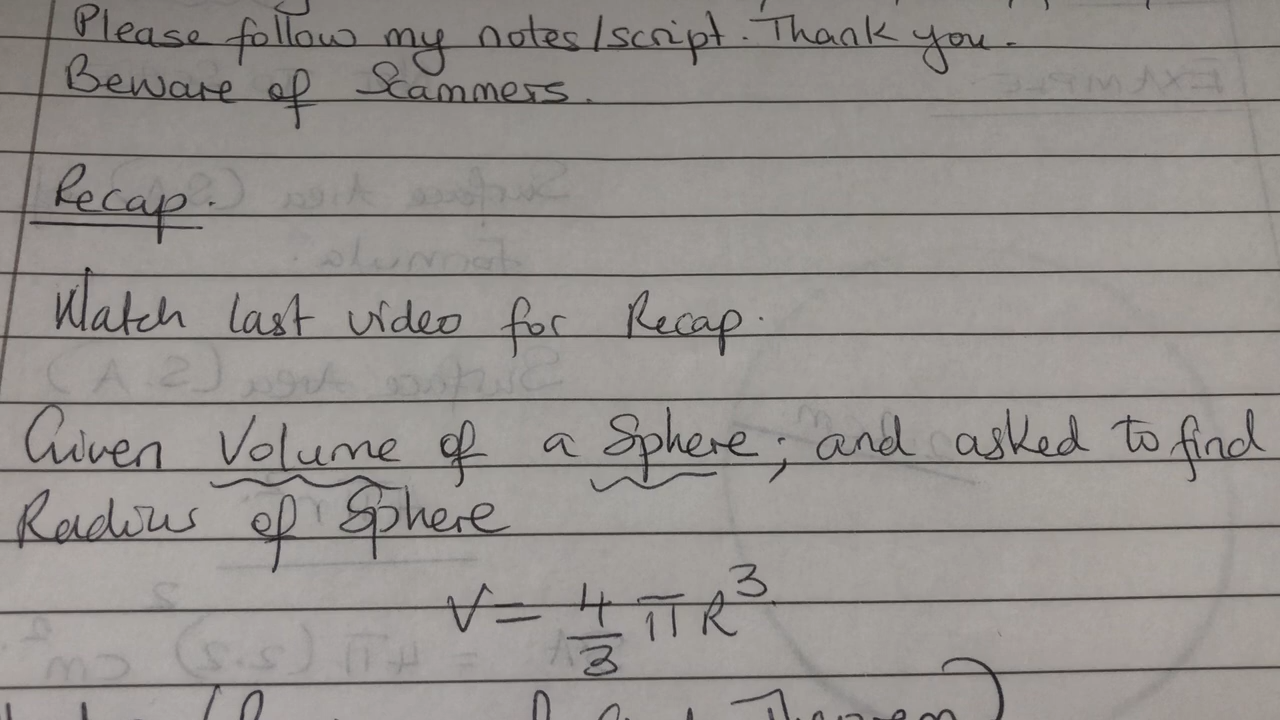 Please follow my notes/script. Thank you.
Beware of Scammers.
Recap.
Watch last video for Recap.
Given Volume of a Sphere; and asked to find
Radius of Sphere
V = 4/3 π R³
Theorem)